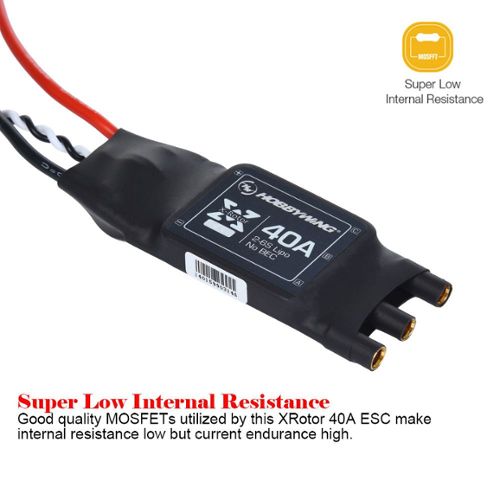 MOSFET
Super Low
Internal Resistance
HOBBYWING®
XRotor
40A
2-6S Lipo
No BEC
+
−
A
B
C
Super Low Internal Resistance
Good quality MOSFETs utilized by this XRotor 40A ESC make
internal resistance low but current endurance high.